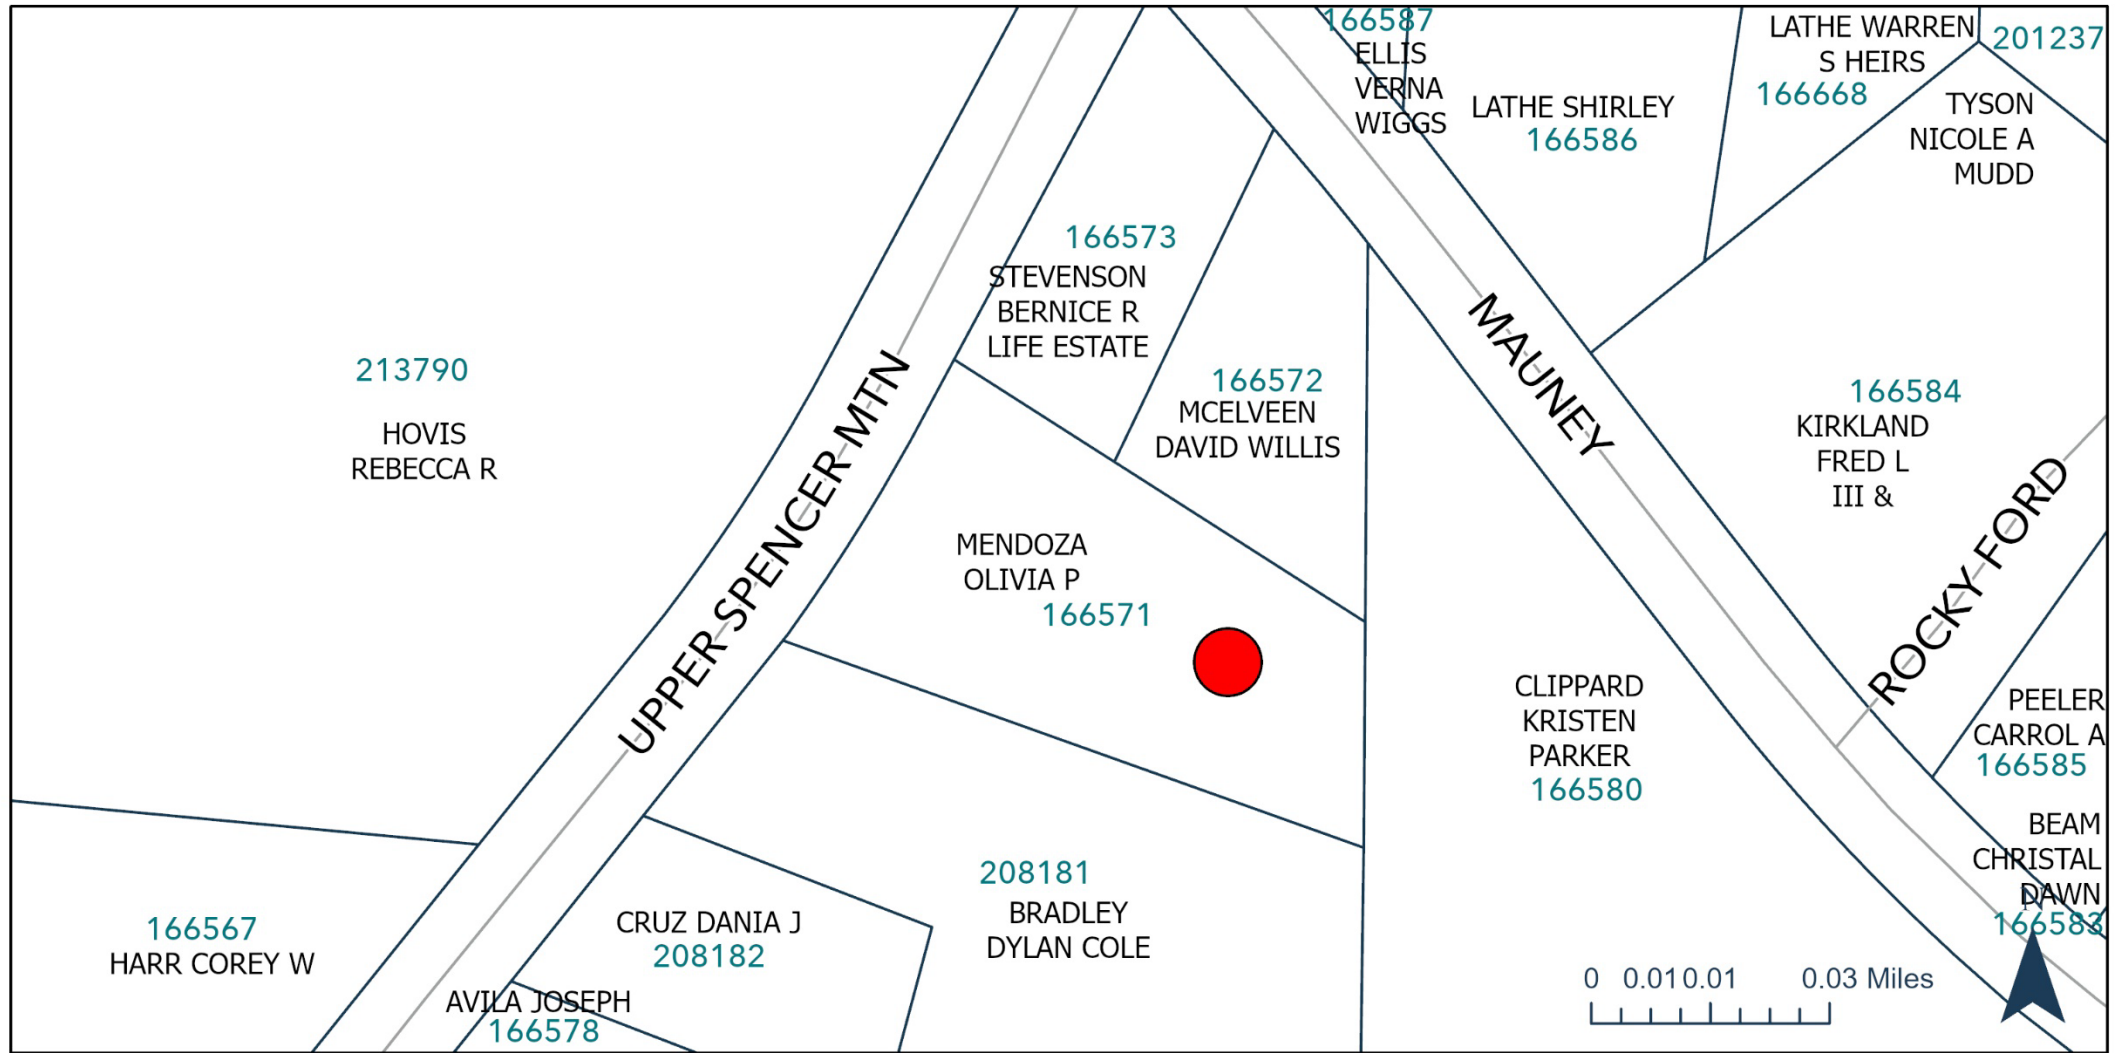 166587
ELLIS
VERNA
WIGGS
LATHE SHIRLEY
166586
LATHE WARREN
S HEIRS
166668
201237
TYSON
NICOLE A
MUDD
166573
STEVENSON
BERNICE R
LIFE ESTATE
213790
HOVIS
REBECCA R
UPPER SPENCER MTN
166572
MCELVEEN
DAVID WILLIS
MAUNEY
166584
KIRKLAND
FRED L
III &
ROCKY FORD
MENDOZA
OLIVIA P
166571
CLIPPARD
KRISTEN
PARKER
166580
PEELER
CARROL A
166585
BEAM
CHRISTAL
DAWN
166583
N
208181
BRADLEY
DYLAN COLE
CRUZ DANIA J
208182
166567
HARR COREY W
AVILA JOSEPH
166578
0 0.01 0.01 0.03 Miles